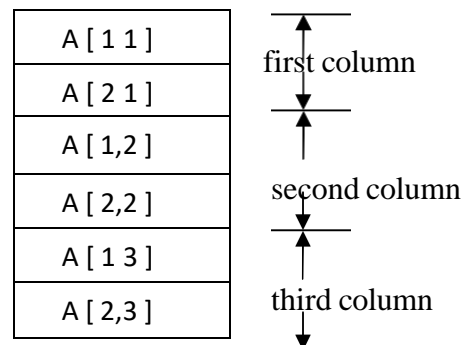 A [ 1 1 ]
first column
A [ 2 1 ]
A [ 1,2 ]
second column
A [ 2,2 ]
A [ 1 3 ]
third column
A [ 2,3 ]